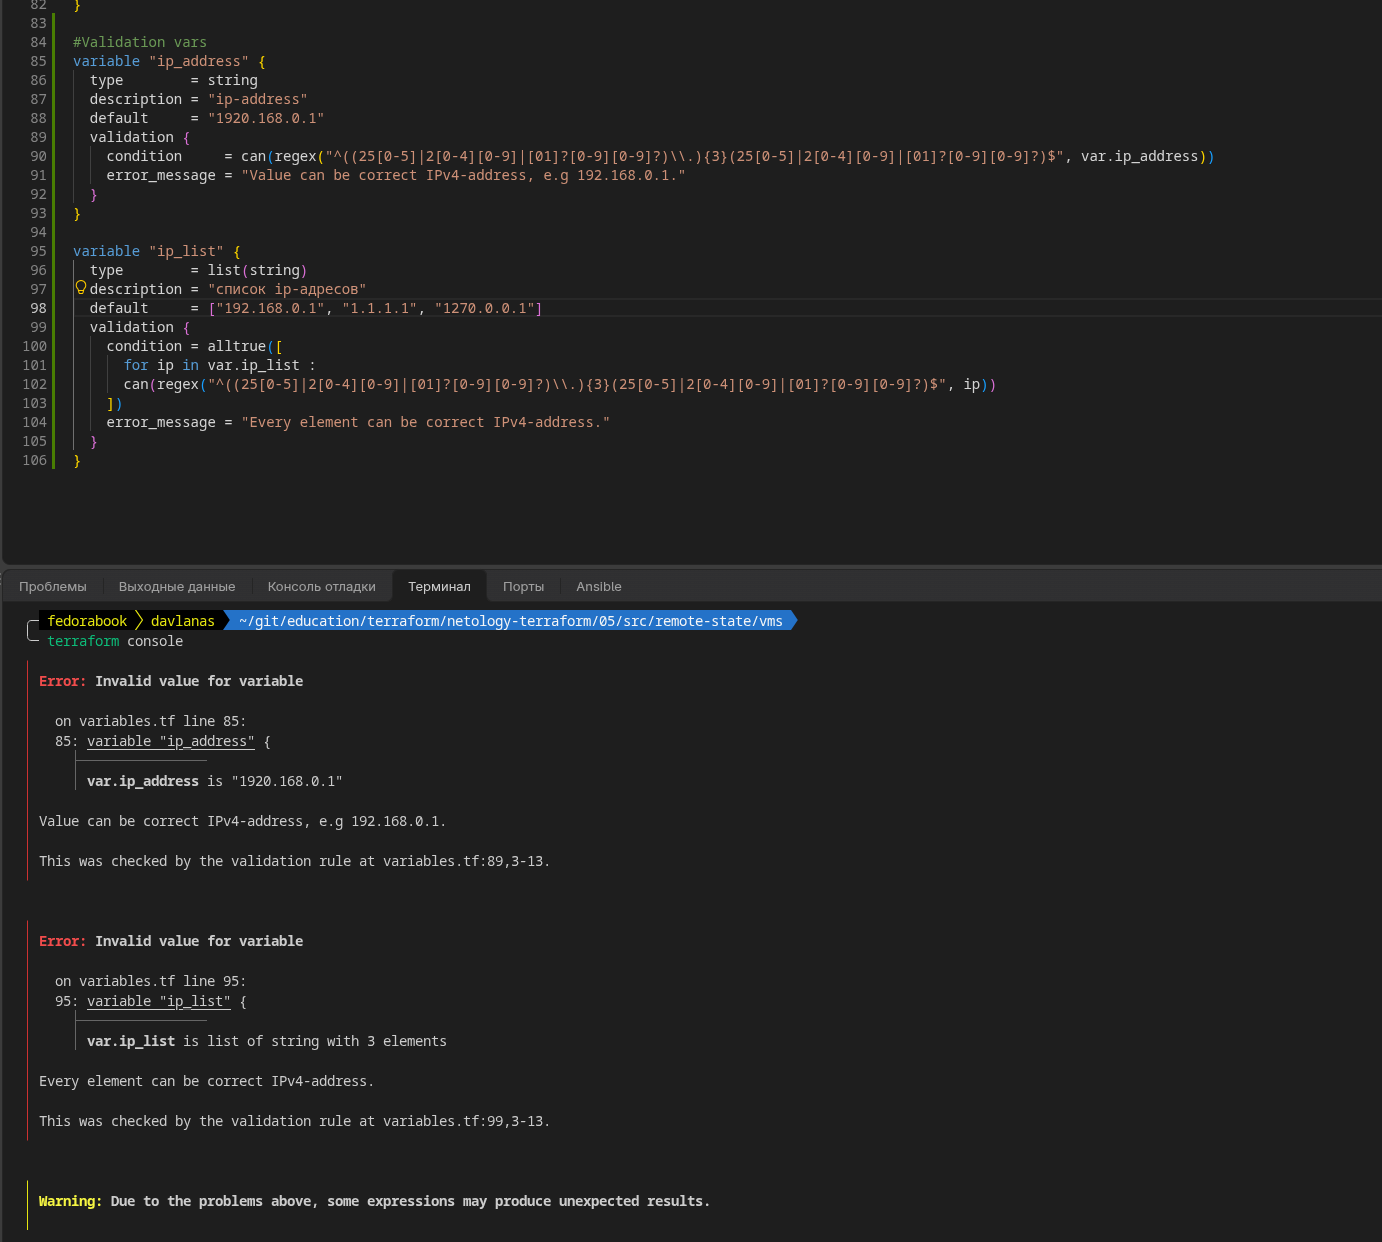 82 }
83
84 #Validation vars
85 variable "ip_address" {
86 type = string
87 description = "ip-address"
88 default = "1920.168.0.1"
89 validation {
90 condition = can(regex("^((25[0-5]|2[0-4][0-9]|[01]?[0-9][0-9]?)\\.){3}(25[0-5]|2[0-4][0-9]|[01]?[0-9][0-9]?)$", var.ip_address))
91 error_message = "Value can be correct IPv4-address, e.g 192.168.0.1."
92 }
93 }
94
95 variable "ip_list" {
96 type = list(string)
97 description = "список ip-адресов"
98 default = ["192.168.0.1", "1.1.1.1", "1270.0.0.1"]
99 validation {
100 condition = alltrue([
101 for ip in var.ip_list :
102 can(regex("^((25[0-5]|2[0-4][0-9]|[01]?[0-9][0-9]?)\\.){3}(25[0-5]|2[0-4][0-9]|[01]?[0-9][0-9]?)$", ip))
103 ])
104 error_message = "Every element can be correct IPv4-address."
105 }
106 }
Проблемы Выходные данные Консоль отладки Терминал Порты Ansible
fedorabook davlanas ~/git/education/terraform/netology-terraform/05/src/remote-state/vms
terraform console
Error: Invalid value for variable
on variables.tf line 85:
85: variable "ip_address" {
var.ip_address is "1920.168.0.1"
Value can be correct IPv4-address, e.g 192.168.0.1.
This was checked by the validation rule at variables.tf:89,3-13.
Error: Invalid value for variable
on variables.tf line 95:
95: variable "ip_list" {
var.ip_list is list of string with 3 elements
Every element can be correct IPv4-address.
This was checked by the validation rule at variables.tf:99,3-13.
Warning: Due to the problems above, some expressions may produce unexpected results.